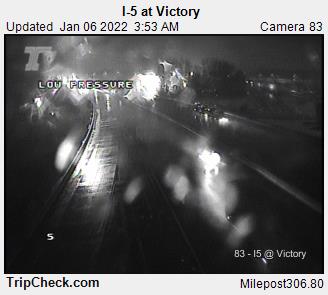 I-5 at Victory
Updated Jan 06 2022 3:53 AM Camera 83
LOW PRESSURE
S
83 - I5 @ Victory
TripCheck.com Milepost306.80